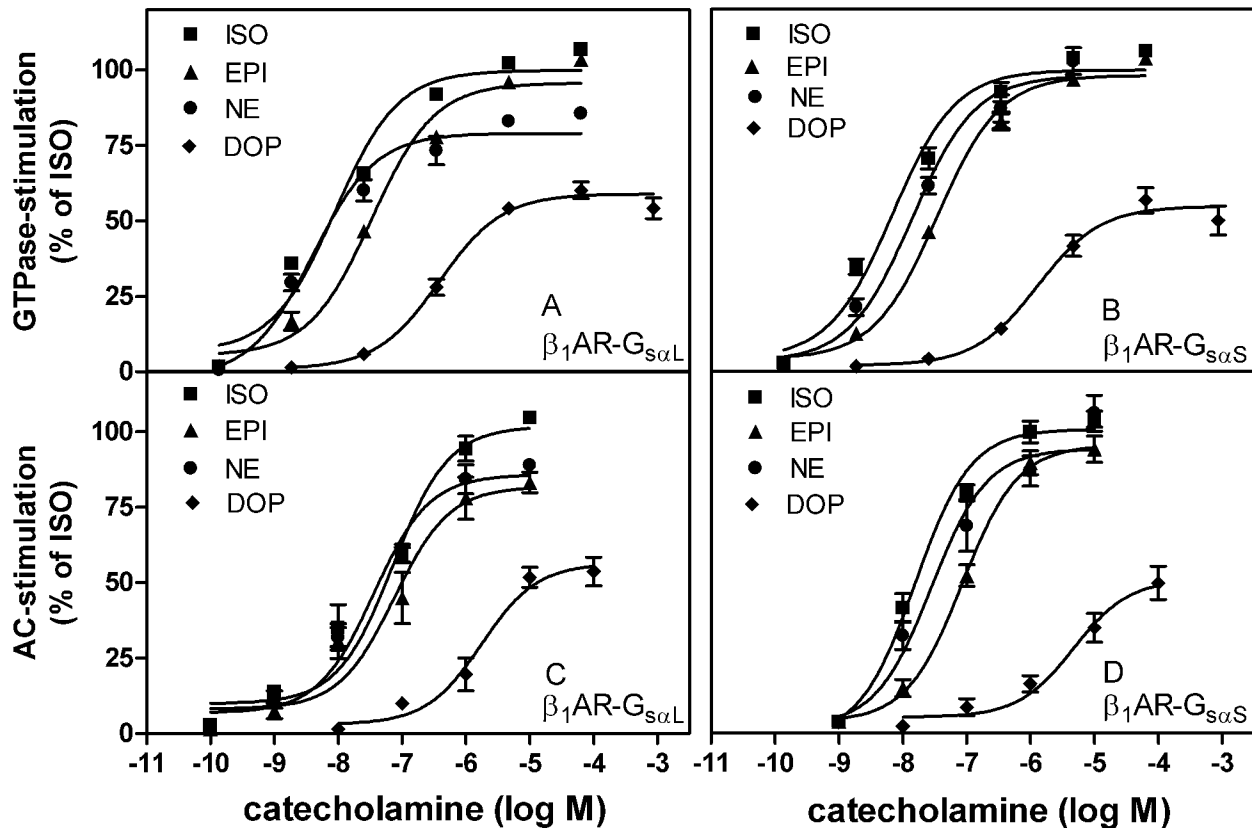 GTPase-stimulation
(% of ISO)
100
75
50
25
0
ISO
EPI
NE
DOP
A
β₁AR-GsαL
ISO
EPI
NE
DOP
B
β₁AR-GsαS
AC-stimulation
(% of ISO)
100
75
50
25
0
ISO
EPI
NE
DOP
C
β₁AR-GsαL
ISO
EPI
NE
DOP
D
β₁AR-GsαS
-11 -10 -9 -8 -7 -6 -5 -4 -3
-10 -9 -8 -7 -6 -5 -4 -3
catecholamine (log M)
catecholamine (log M)